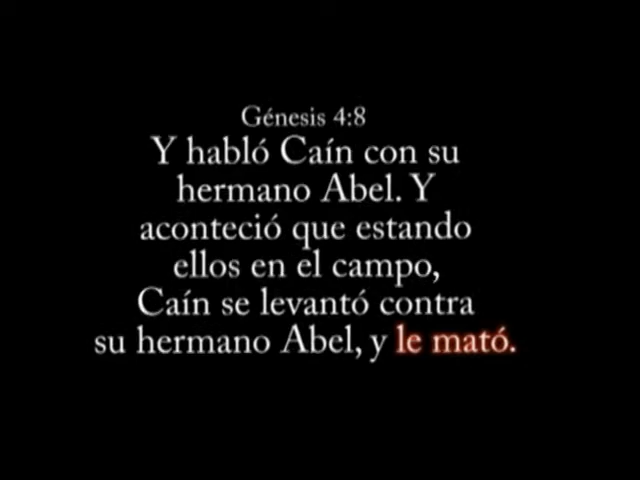 Génesis 4:8
Y habló Caín con su
hermano Abel. Y
aconteció que estando
ellos en el campo,
Caín se levantó contra
su hermano Abel, y le mató.